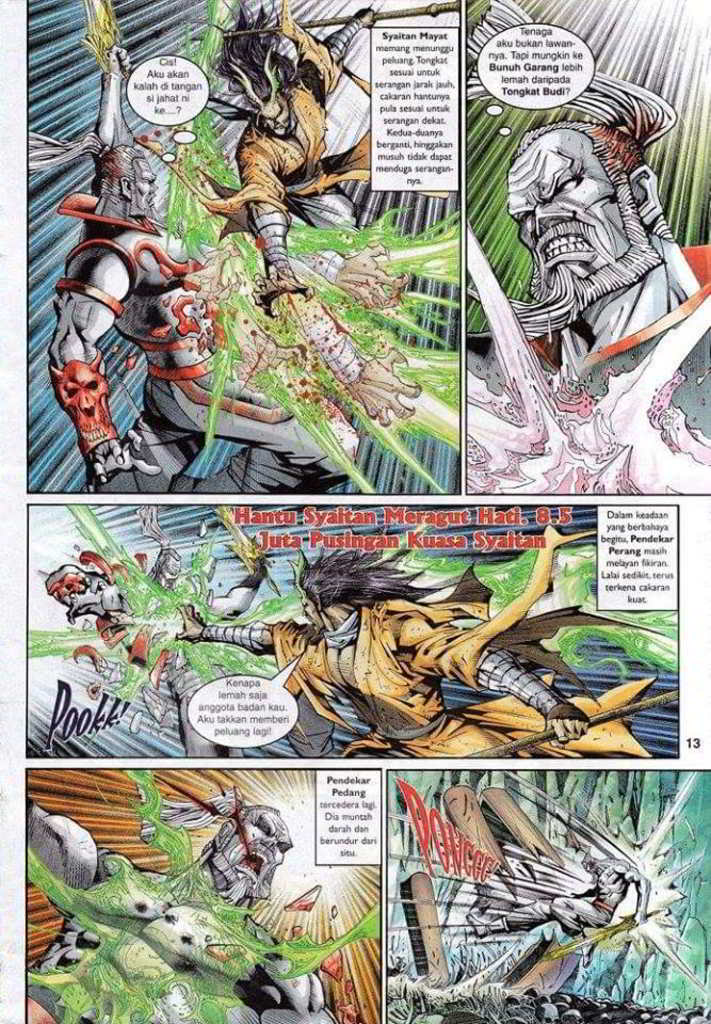 Cis!
Aku akan
kalah di tangan
si jahat ni
ke....?
Syaitan Mayat
memang menunggu
peluang. Tongkat
sesuai untuk
serangan jarak jauh,
cakaran hantunya
pula sesuai untuk
serangan dekat.
Kedua-duanya
berganti, hinggakan
musuh tidak dapat
menduga serangan-
nya.
Tenaga
aku bukan lawan-
nya. Tapi mungkin ke
Bunuh Garang lebih
lemah daripada
Tongkat Budi?
Hantu Syaitan Meragut Hati. 8.5
Juta Pusingan Kuasa Syaitan
Dalam keadaan
yang berbahaya
begitu, Pendekar
Perang masih
melayan fikiran.
Lalai sedikit, terus
terkena cakaran
kuat.
Kenapa
lemah saja
anggota badan kau.
Aku takkan memberi
peluang lagi!
Pookk!
13
Pendekar
Pedang
tercedera lagi.
Dia muntah
darah dan
berundur dari
situ.